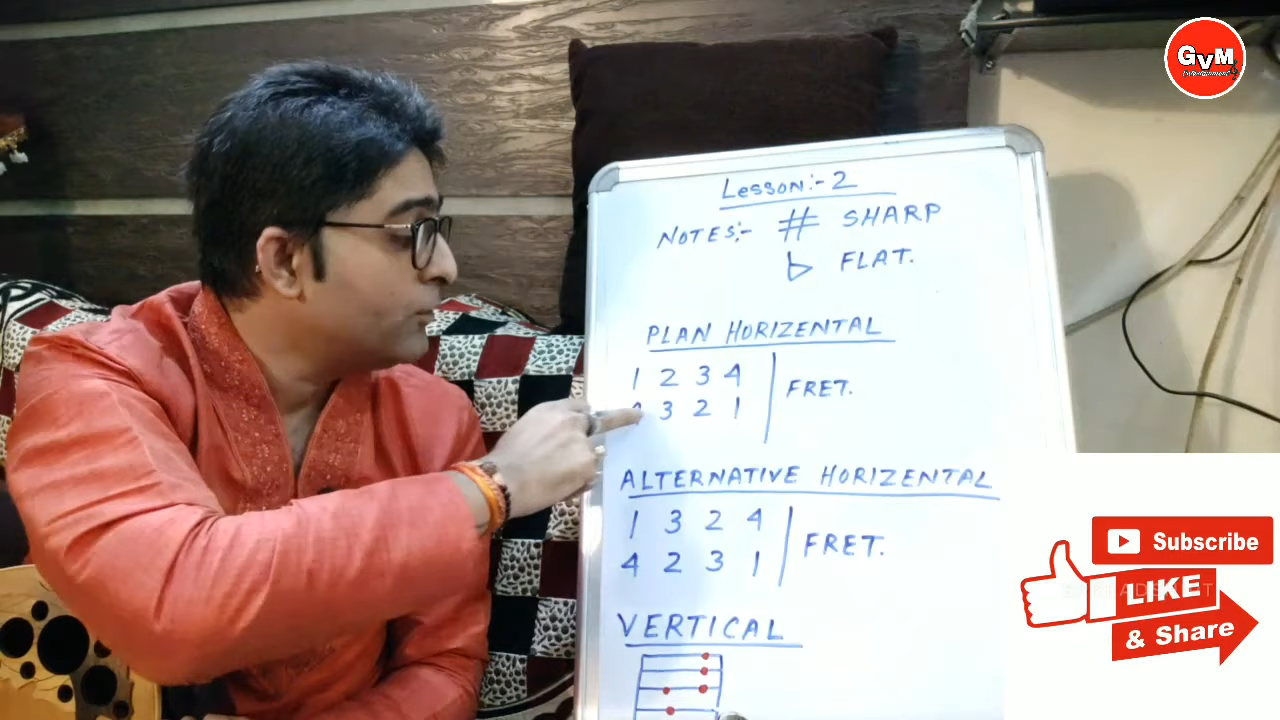 GVM
Entertainment
Lesson:- 2
NOTES:- # SHARP
b FLAT.
PLAN HORIZENTAL
1 2 3 4
FRET.
3 2 1
ALTERNATIVE HORIZENTAL
1 3 2 4
FRET.
4 2 3 1
VERTICAL
Subscribe
LIKE
& Share